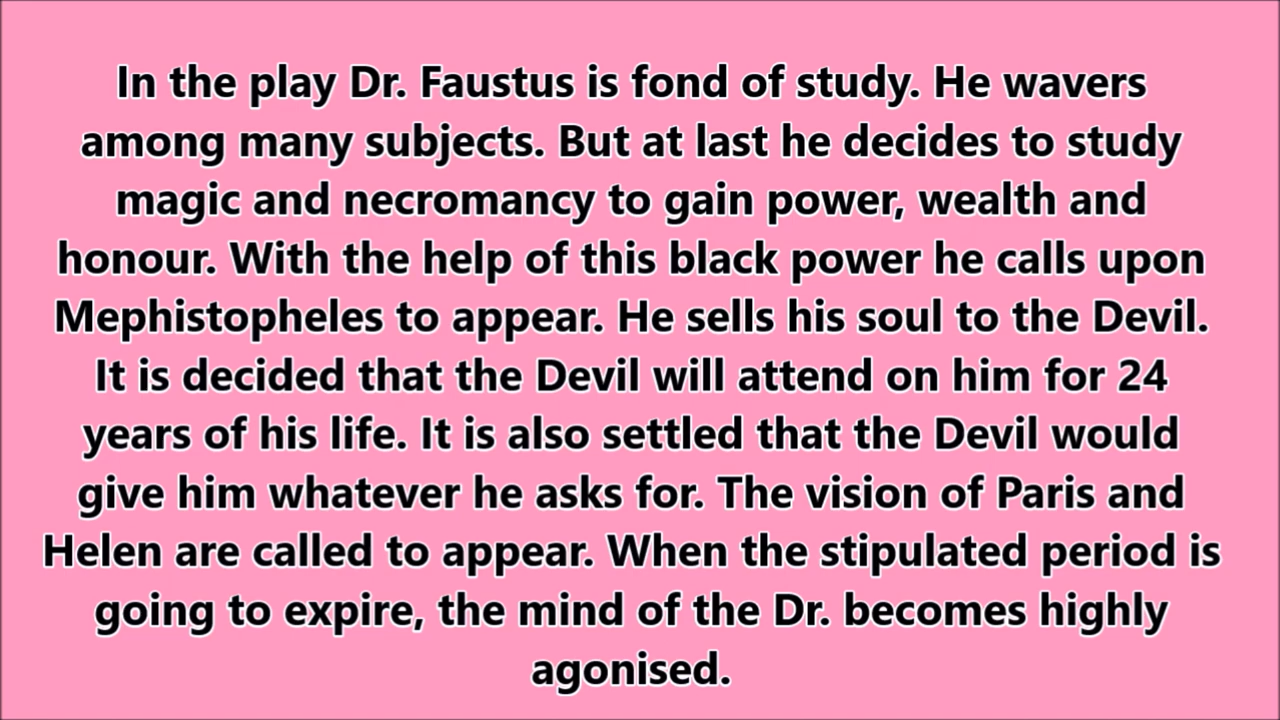 In the play Dr. Faustus is fond of study. He wavers
among many subjects. But at last he decides to study
magic and necromancy to gain power, wealth and
honour. With the help of this black power he calls upon
Mephistopheles to appear. He sells his soul to the Devil.
It is decided that the Devil will attend on him for 24
years of his life. It is also settled that the Devil would
give him whatever he asks for. The vision of Paris and
Helen are called to appear. When the stipulated period is
going to expire, the mind of the Dr. becomes highly
agonised.